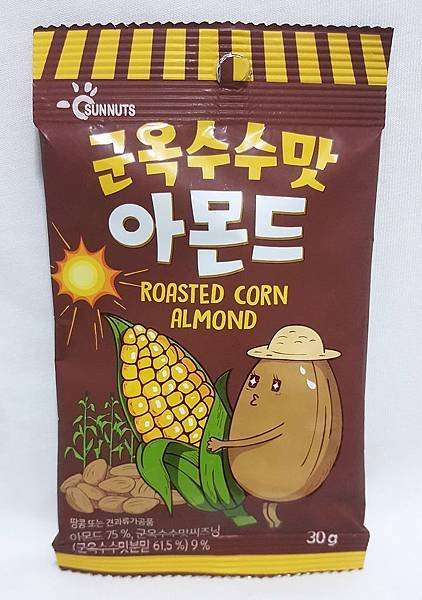 SUNNUTS
군옥수수맛
아몬드
ROASTED CORN
ALMOND
땅콩 또는 견과류가공품
아몬드 75 %, 군옥수수맛씨즈닝
(군옥수수맛분말 61.5 %) 9 %
30 g